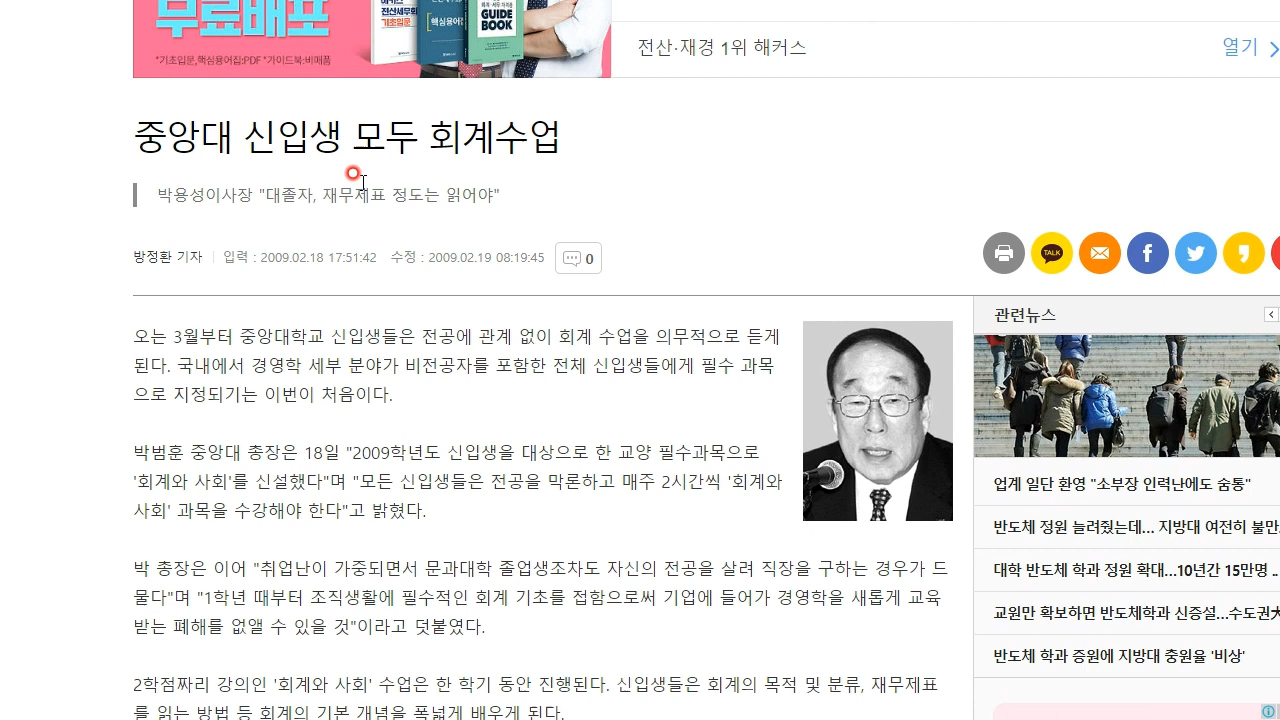 무료배포
해커스
전산세무회
기초입문
핵심용어
회계·세무 자격증
GUIDE
BOOK
*기초입문,핵심용어집:PDF *가이드북:비매품
전산·재경 1위 해커스
열기
중앙대 신입생 모두 회계수업
박용성이사장 "대졸자, 재무제표 정도는 읽어야"
방정환 기자 입력 : 2009.02.18 17:31:42 수정 : 2009.02.19 08:19:45 0
TALK
오는 3월부터 중앙대학교 신입생들은 전공에 관계 없이 회계 수업을 의무적으로 듣게
된다. 국내에서 경영학 세부 분야가 비전공자를 포함한 전체 신입생들에게 필수 과목
으로 지정되기는 이번이 처음이다.
박범훈 중앙대 총장은 18일 "2009학년도 신입생을 대상으로 한 교양 필수과목으로
'회계와 사회'를 신설했다"며 "모든 신입생들은 전공을 막론하고 매주 2시간씩 '회계와
사회' 과목을 수강해야 한다"고 밝혔다.
박 총장은 이어 "취업난이 가중되면서 문과대학 졸업생조차도 자신의 전공을 살려 직장을 구하는 경우가 드
물다"며 "1학년 때부터 조직생활에 필수적인 회계 기초를 접함으로써 기업에 들어가 경영학을 새롭게 교육
받는 폐해를 없앨 수 있을 것"이라고 덧붙였다.
2학점짜리 강의인 '회계와 사회' 수업은 한 학기 동안 진행된다. 신입생들은 회계의 목적 및 분류, 재무제표
를 읽는 방법 등 회계의 기본 개념을 폭넓게 배우게 된다.
관련뉴스
업계 일단 환영 "소부장 인력난에도 숨통"
반도체 정원 늘려줬는데... 지방대 여전히 불만
대학 반도체 학과 정원 확대...10년간 15만명 ..
교원만 확보하면 반도체학과 신증설...수도권大
반도체 학과 증원에 지방대 충원율 '비상'